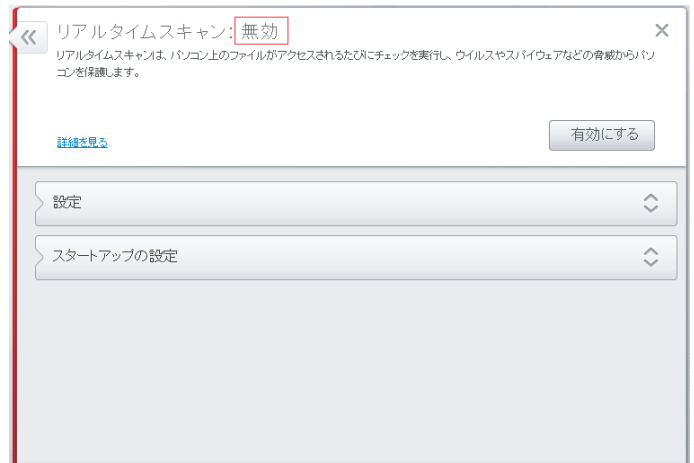 リアルタイムスキャン: 無効
リアルタイムスキャンは、パソコン上のファイルがアクセスされるたびにチェックを実行し、ウイルスやスパイウェアなどの脅威からパソ
コンを保護します。
詳細を見る
有効にする
設定
スタートアップの設定